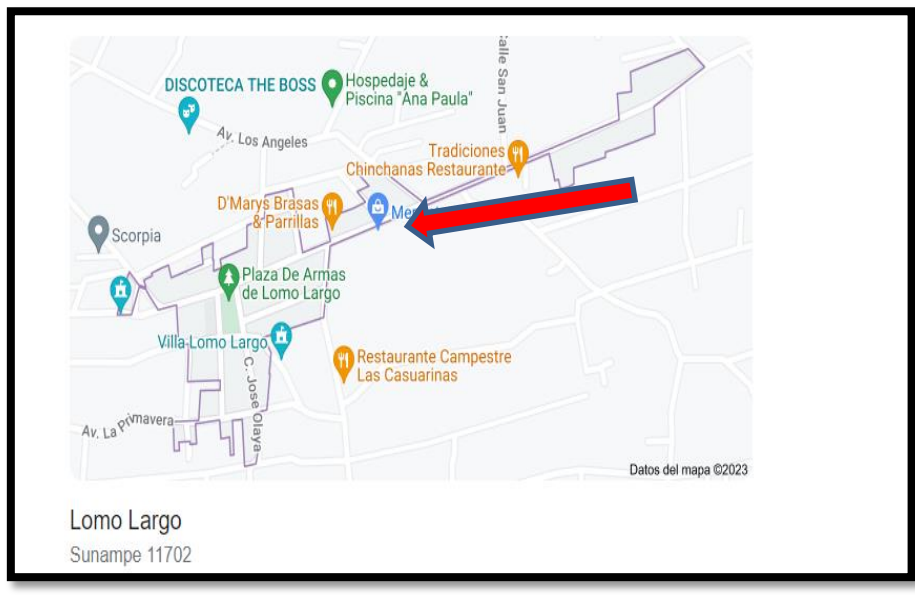 Calle San Juan
DISCOTECA THE BOSS
Hospedaje &
Piscina "Ana Paula"
Av. Los Angeles
Tradiciones
Chinchanas Restaurante
D'Marys Brasas
& Parrillas
Scorpia
Plaza De Armas
de Lomo Largo
Villa Lomo Largo
Restaurante Campestre
Las Casuarinas
C. Jose Olaya
Av. La Primavera
Datos del mapa ©2023
Lomo Largo
Sunampe 11702